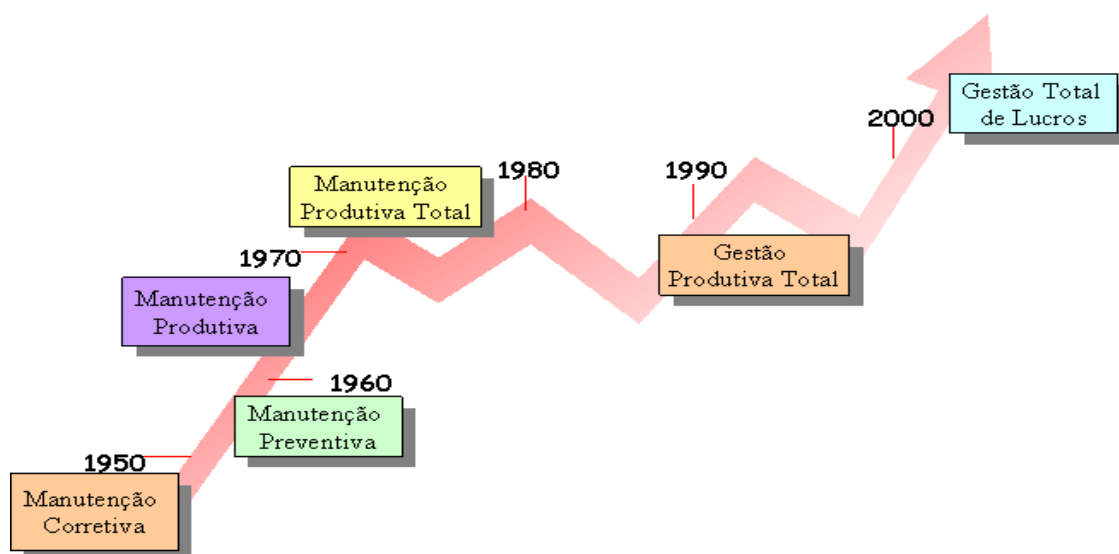 Gestão Total
de Lucros
2000
1980
1990
Manutenção
Produtiva Total
1970
Gestão
Produtiva Total
Manutenção
Produtiva
1960
Manutenção
Preventiva
1950
Manutenção
Corretiva